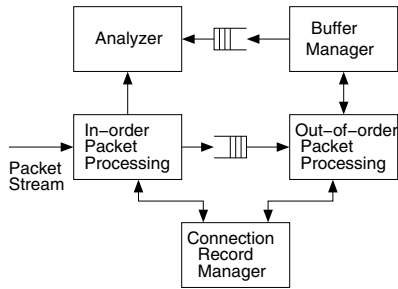 Analyzer
Buffer
Manager
In–order
Packet
Processing
Out–of–order
Packet
Processing
Packet
Stream
Connection
Record
Manager